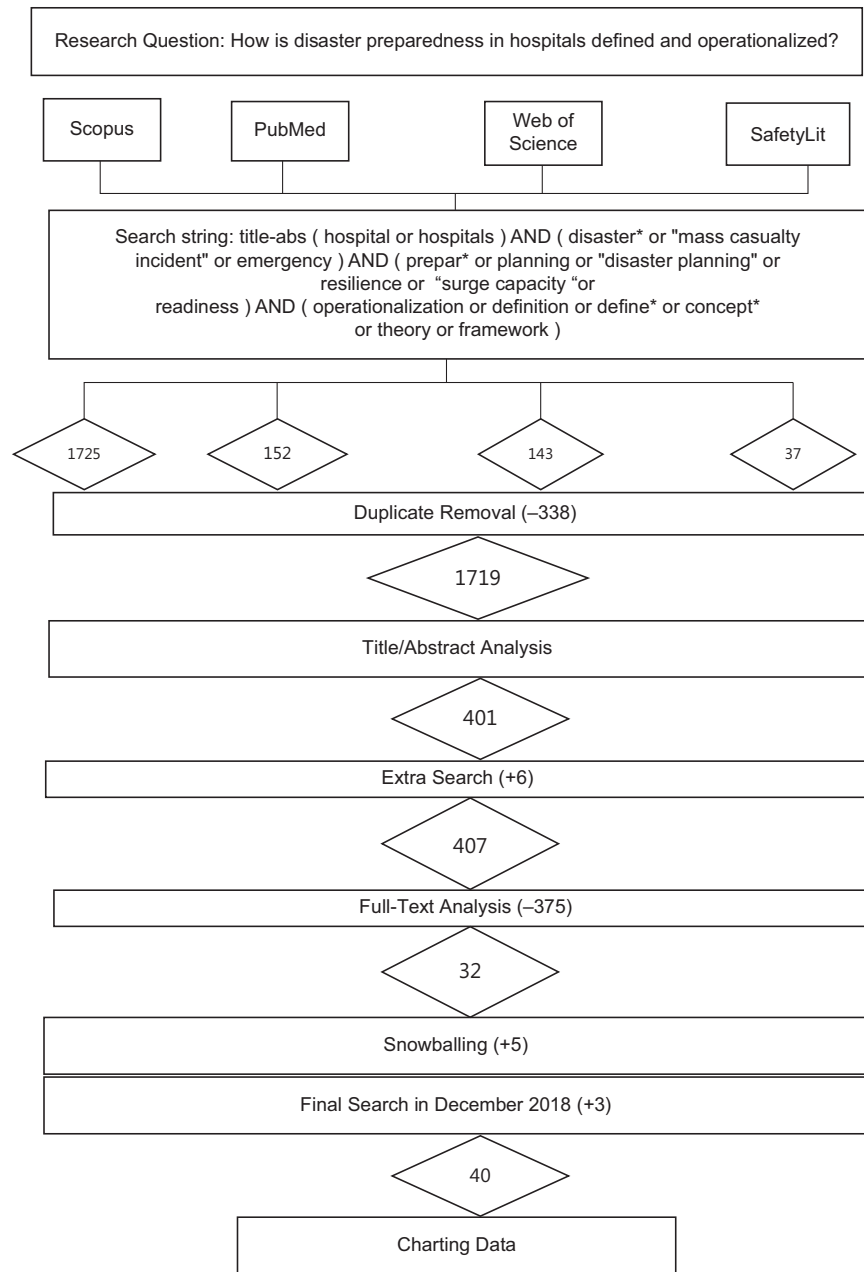 Research Question: How is disaster preparedness in hospitals defined and operationalized?
Scopus
PubMed
Web of
Science
SafetyLit
Search string: title-abs ( hospital or hospitals ) AND ( disaster* or "mass casualty
incident" or emergency ) AND ( prepar* or planning or "disaster planning" or
resilience or “surge capacity “or
readiness ) AND ( operationalization or definition or define* or concept*
or theory or framework )
1725
152
143
37
Duplicate Removal (–338)
1719
Title/Abstract Analysis
401
Extra Search (+6)
407
Full-Text Analysis (–375)
32
Snowballing (+5)
Final Search in December 2018 (+3)
40
Charting Data